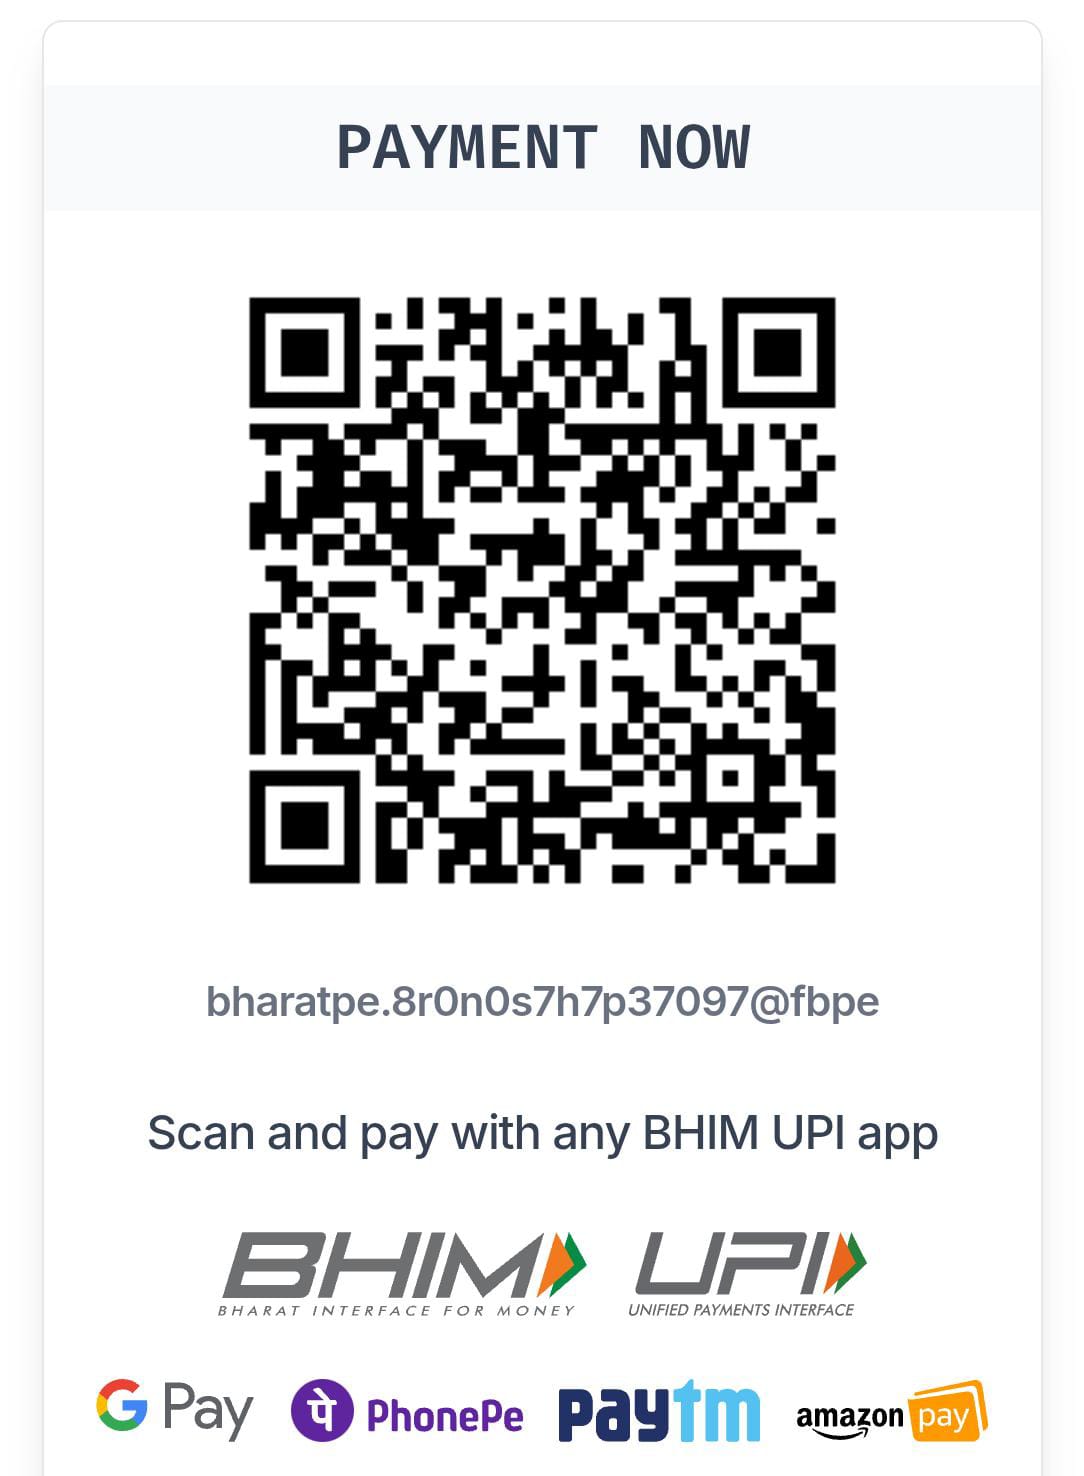 PAYMENT NOW
bharatpe.8r0n0s7h7p37097@fbpe
Scan and pay with any BHIM UPI app
BHIM UPI
BHARAT INTERFACE FOR MONEY UNIFIED PAYMENTS INTERFACE
G Pay पे PhonePe paytm amazon pay